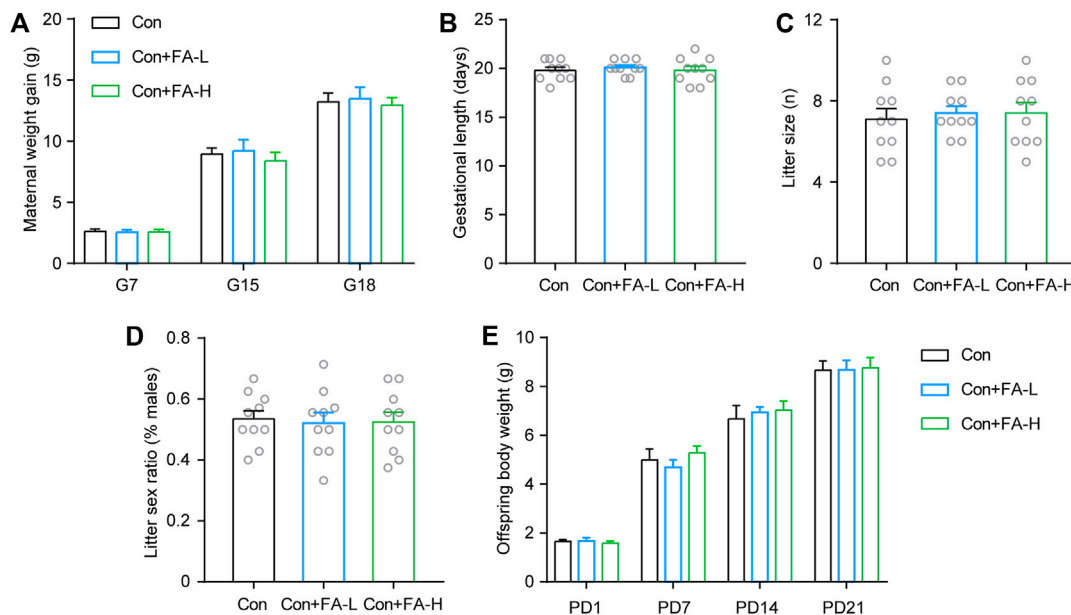 A
Maternal weight gain (g)
20
15
10
5
0
Con
Con+FA-L
Con+FA-H
G7 G15 G18
B
Gestational length (days)
25
20
15
10
5
0
Con Con+FA-L Con+FA-H
C
Litter size (n)
12
8
4
0
Con Con+FA-L Con+FA-H
D
Litter sex ratio (% males)
0.8
0.6
0.4
0.2
0
Con Con+FA-L Con+FA-H
E
Offspring body weight (g)
10
8
6
4
2
0
PD1 PD7 PD14 PD21
Con
Con+FA-L
Con+FA-H